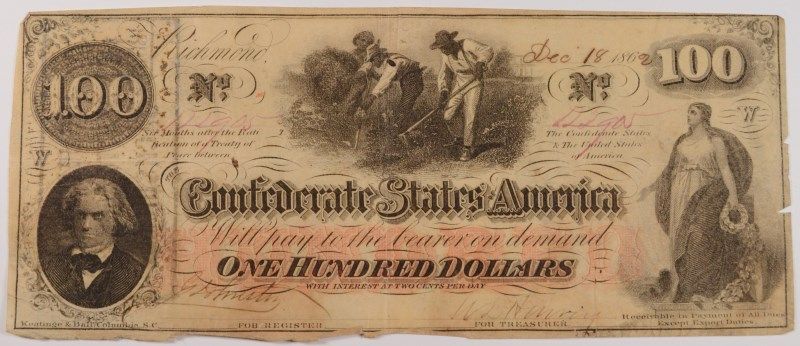 Richmond,
Dec 18 1862
100
No.
No.
100
Six Months after the Rati
fication of a Treaty of
Peace between
The Confederate States
& The United States
of America
W
W
Confederate States of America
Will pay to the bearer on demand
ONE HUNDRED DOLLARS
WITH INTEREST AT TWO CENTS PER DAY
Keatinge & Ball, Columbia, S.C.
FOR REGISTER
FOR TREASURER
Receivable in Payment of All Dues
Except Export Duties.